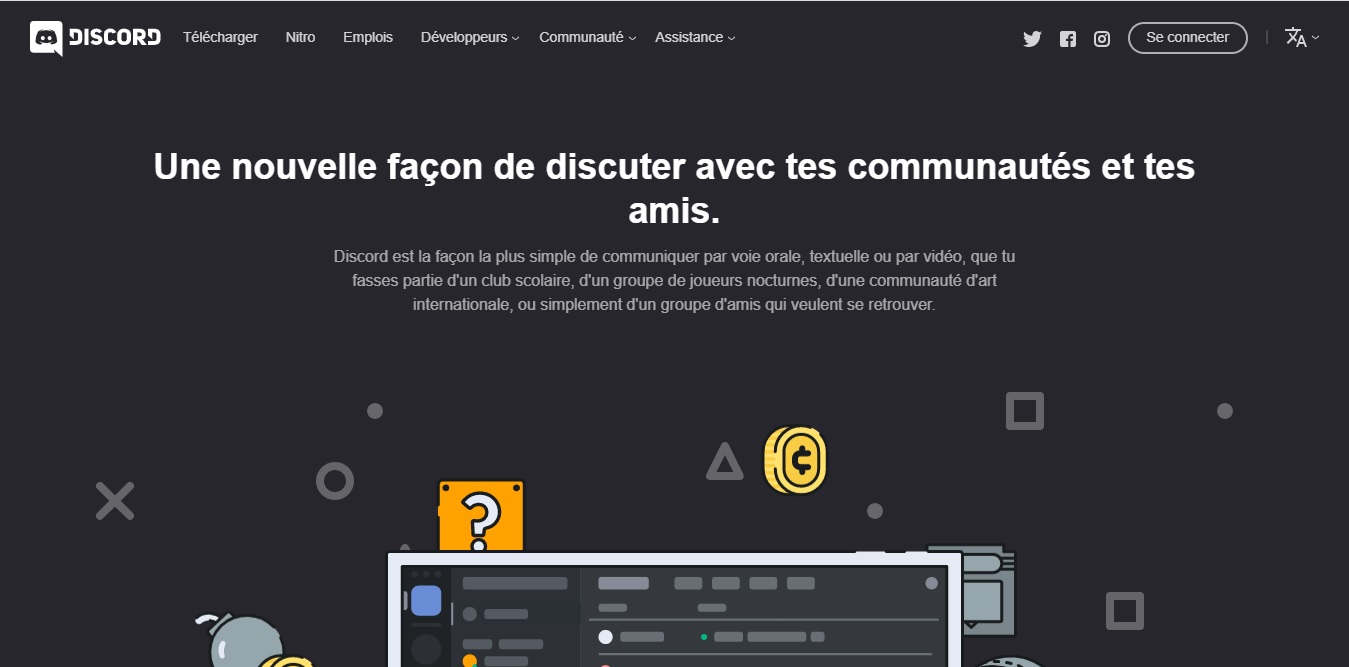 DISCORD Télécharger Nitro Emplois Développeurs Communauté Assistance Se connecter
Une nouvelle façon de discuter avec tes communautés et tes
amis.
Discord est la façon la plus simple de communiquer par voie orale, textuelle ou par vidéo, que tu
fasses partie d'un club scolaire, d'un groupe de joueurs nocturnes, d'une communauté d'art
internationale, ou simplement d'un groupe d'amis qui veulent se retrouver.